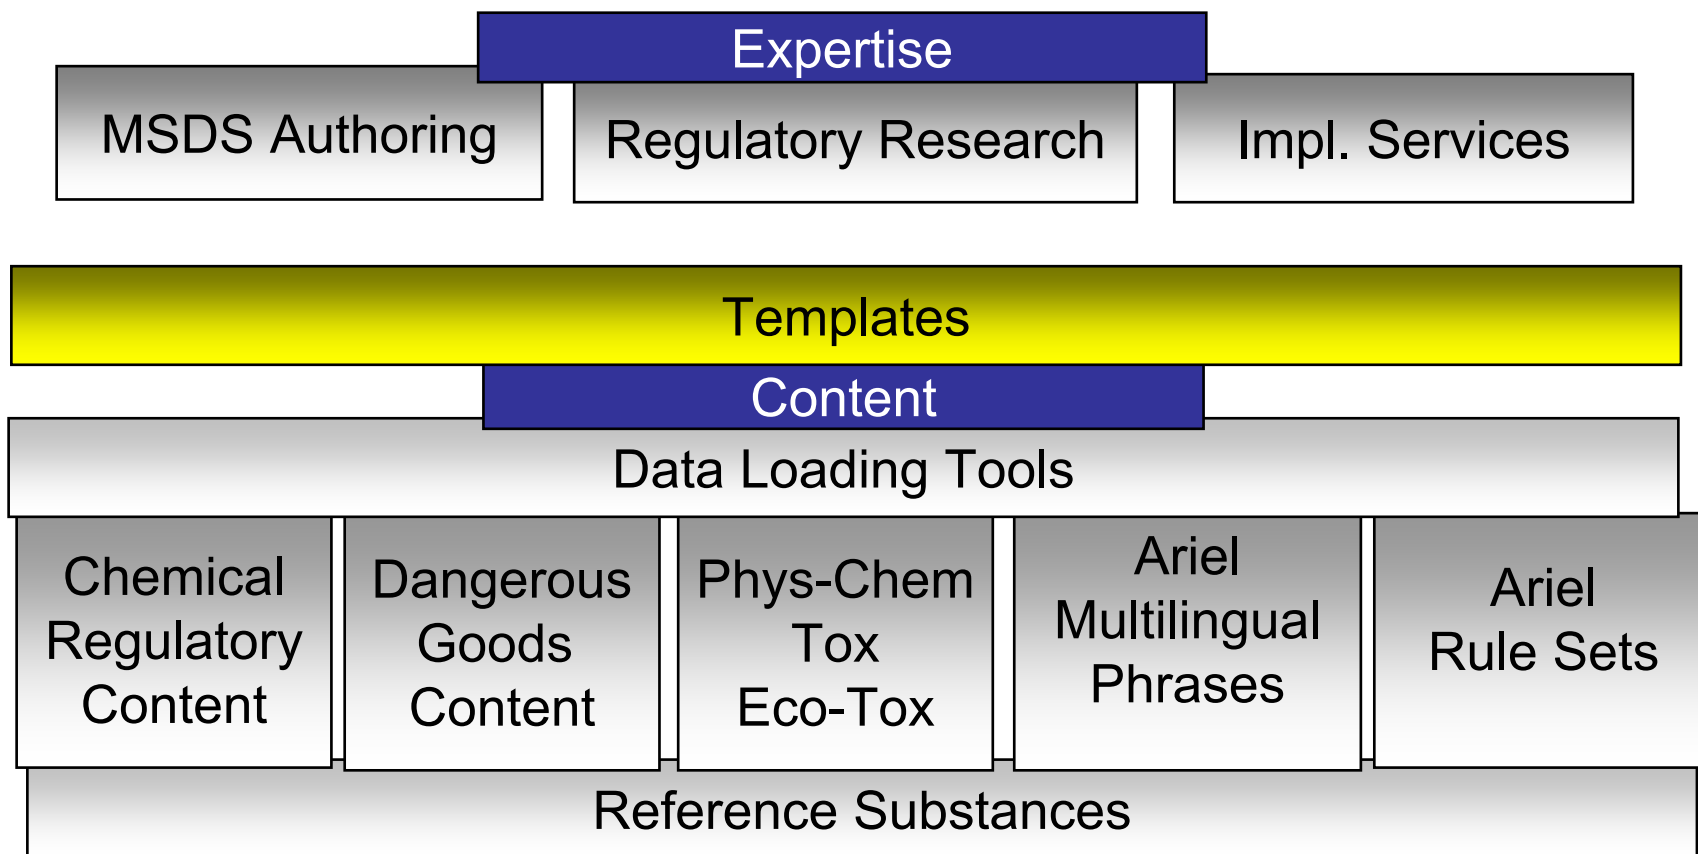 Expertise
MSDS Authoring
Regulatory Research
Impl. Services
Templates
Content
Data Loading Tools
Chemical
Regulatory
Content
Dangerous
Goods
Content
Phys-Chem
Tox
Eco-Tox
Ariel
Multilingual
Phrases
Ariel
Rule Sets
Reference Substances